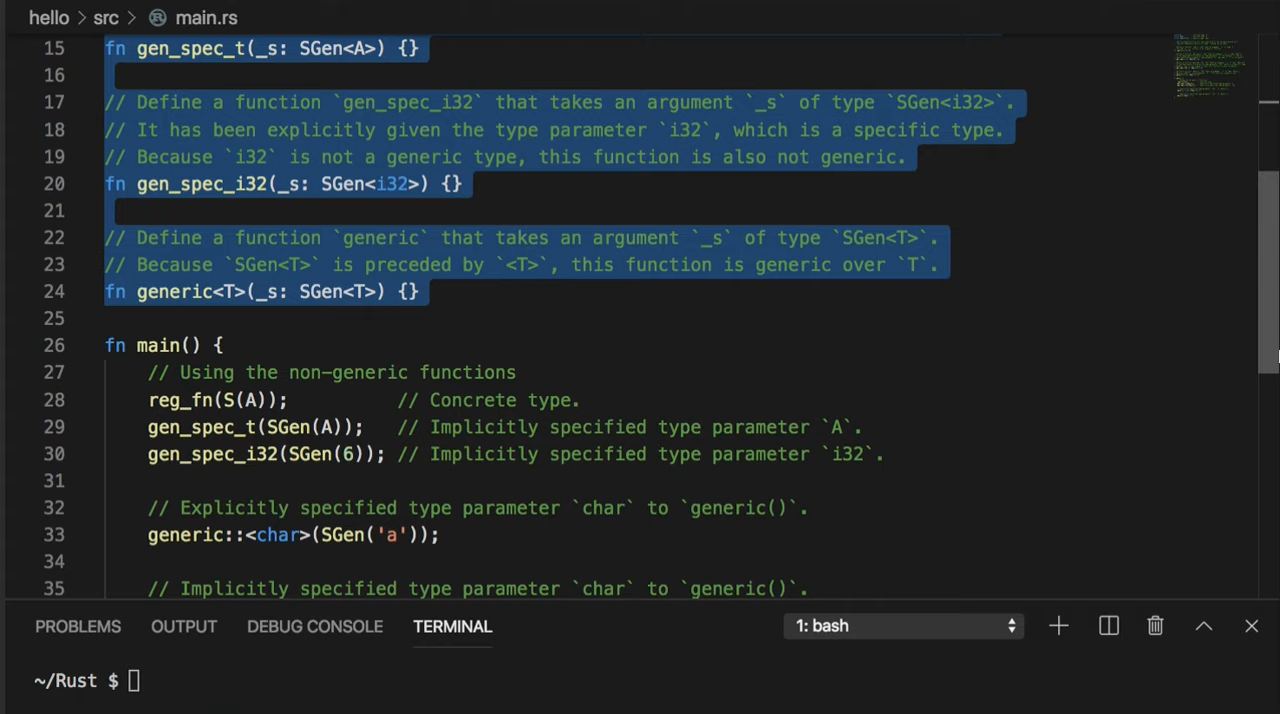 hello > src > main.rs
15 fn gen_spec_t(_s: SGen<A>) {}
16
17 // Define a function `gen_spec_i32` that takes an argument `_s` of type `SGen<i32>`.
18 // It has been explicitly given the type parameter `i32`, which is a specific type.
19 // Because `i32` is not a generic type, this function is also not generic.
20 fn gen_spec_i32(_s: SGen<i32>) {}
21
22 // Define a function `generic` that takes an argument `_s` of type `SGen<T>`.
23 // Because `SGen<T>` is preceded by `<T>`, this function is generic over `T`.
24 fn generic<T>(_s: SGen<T>) {}
25
26 fn main() {
27     // Using the non-generic functions
28     reg_fn(S(A));          // Concrete type.
29     gen_spec_t(SGen(A));   // Implicitly specified type parameter `A`.
30     gen_spec_i32(SGen(6)); // Implicitly specified type parameter `i32`.
31
32     // Explicitly specified type parameter `char` to `generic()`.
33     generic::<char>(SGen('a'));
34
35     // Implicitly specified type parameter `char` to `generic()`.
PROBLEMS OUTPUT DEBUG CONSOLE TERMINAL 1: bash
~/Rust $